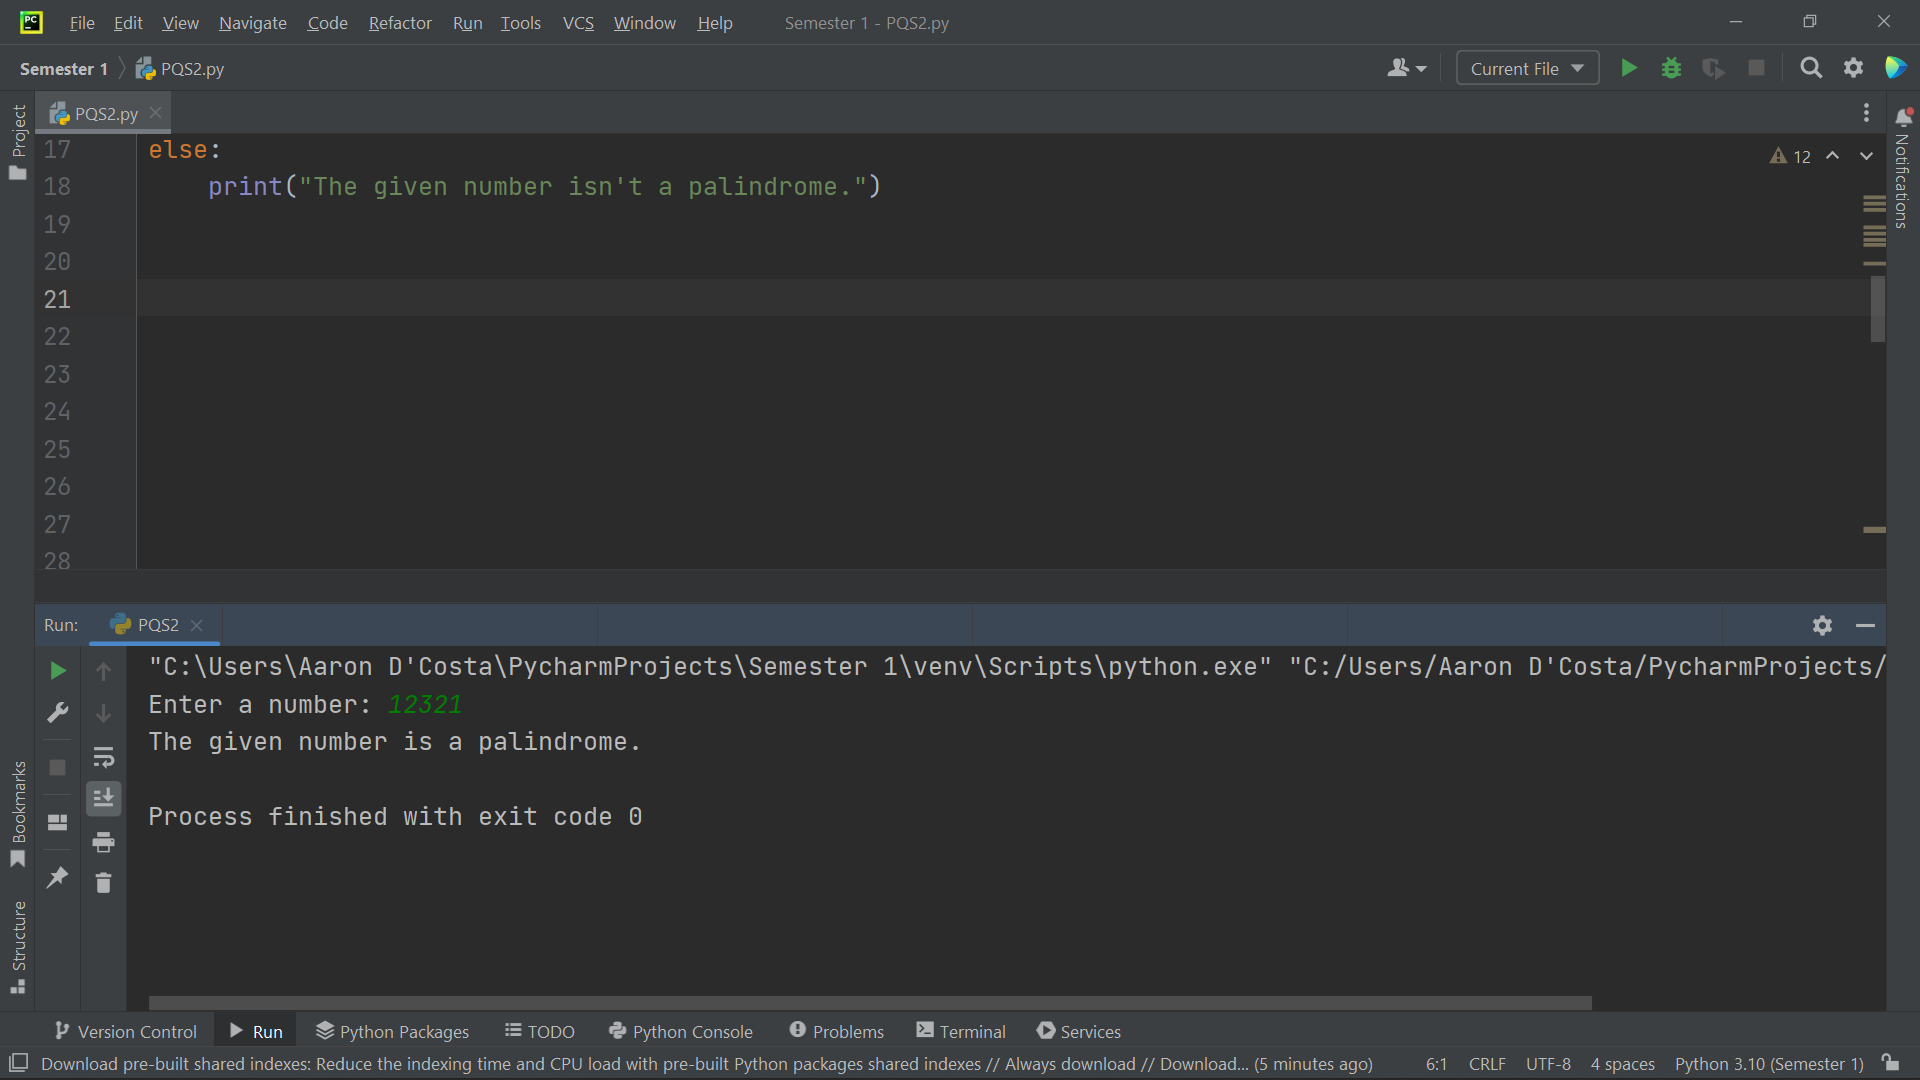 PC File Edit View Navigate Code Refactor Run Tools VCS Window Help Semester 1 - PQS2.py
Semester 1 PQS2.py Current File
Project
PQS2.py
Notifications
12
17 else:
18 print("The given number isn't a palindrome.")
19
20
21
22
23
24
25
26
27
28
Run: PQS2
"C:\Users\Aaron D'Costa\PycharmProjects\Semester 1\venv\Scripts\python.exe" "C:/Users/Aaron D'Costa/PycharmProjects/
Enter a number: 12321
The given number is a palindrome.
Process finished with exit code 0
Bookmarks
Structure
Version Control Run Python Packages TODO Python Console Problems Terminal Services
Download pre-built shared indexes: Reduce the indexing time and CPU load with pre-built Python packages shared indexes // Always download // Download... (5 minutes ago) 6:1 CRLF UTF-8 4 spaces Python 3.10 (Semester 1)